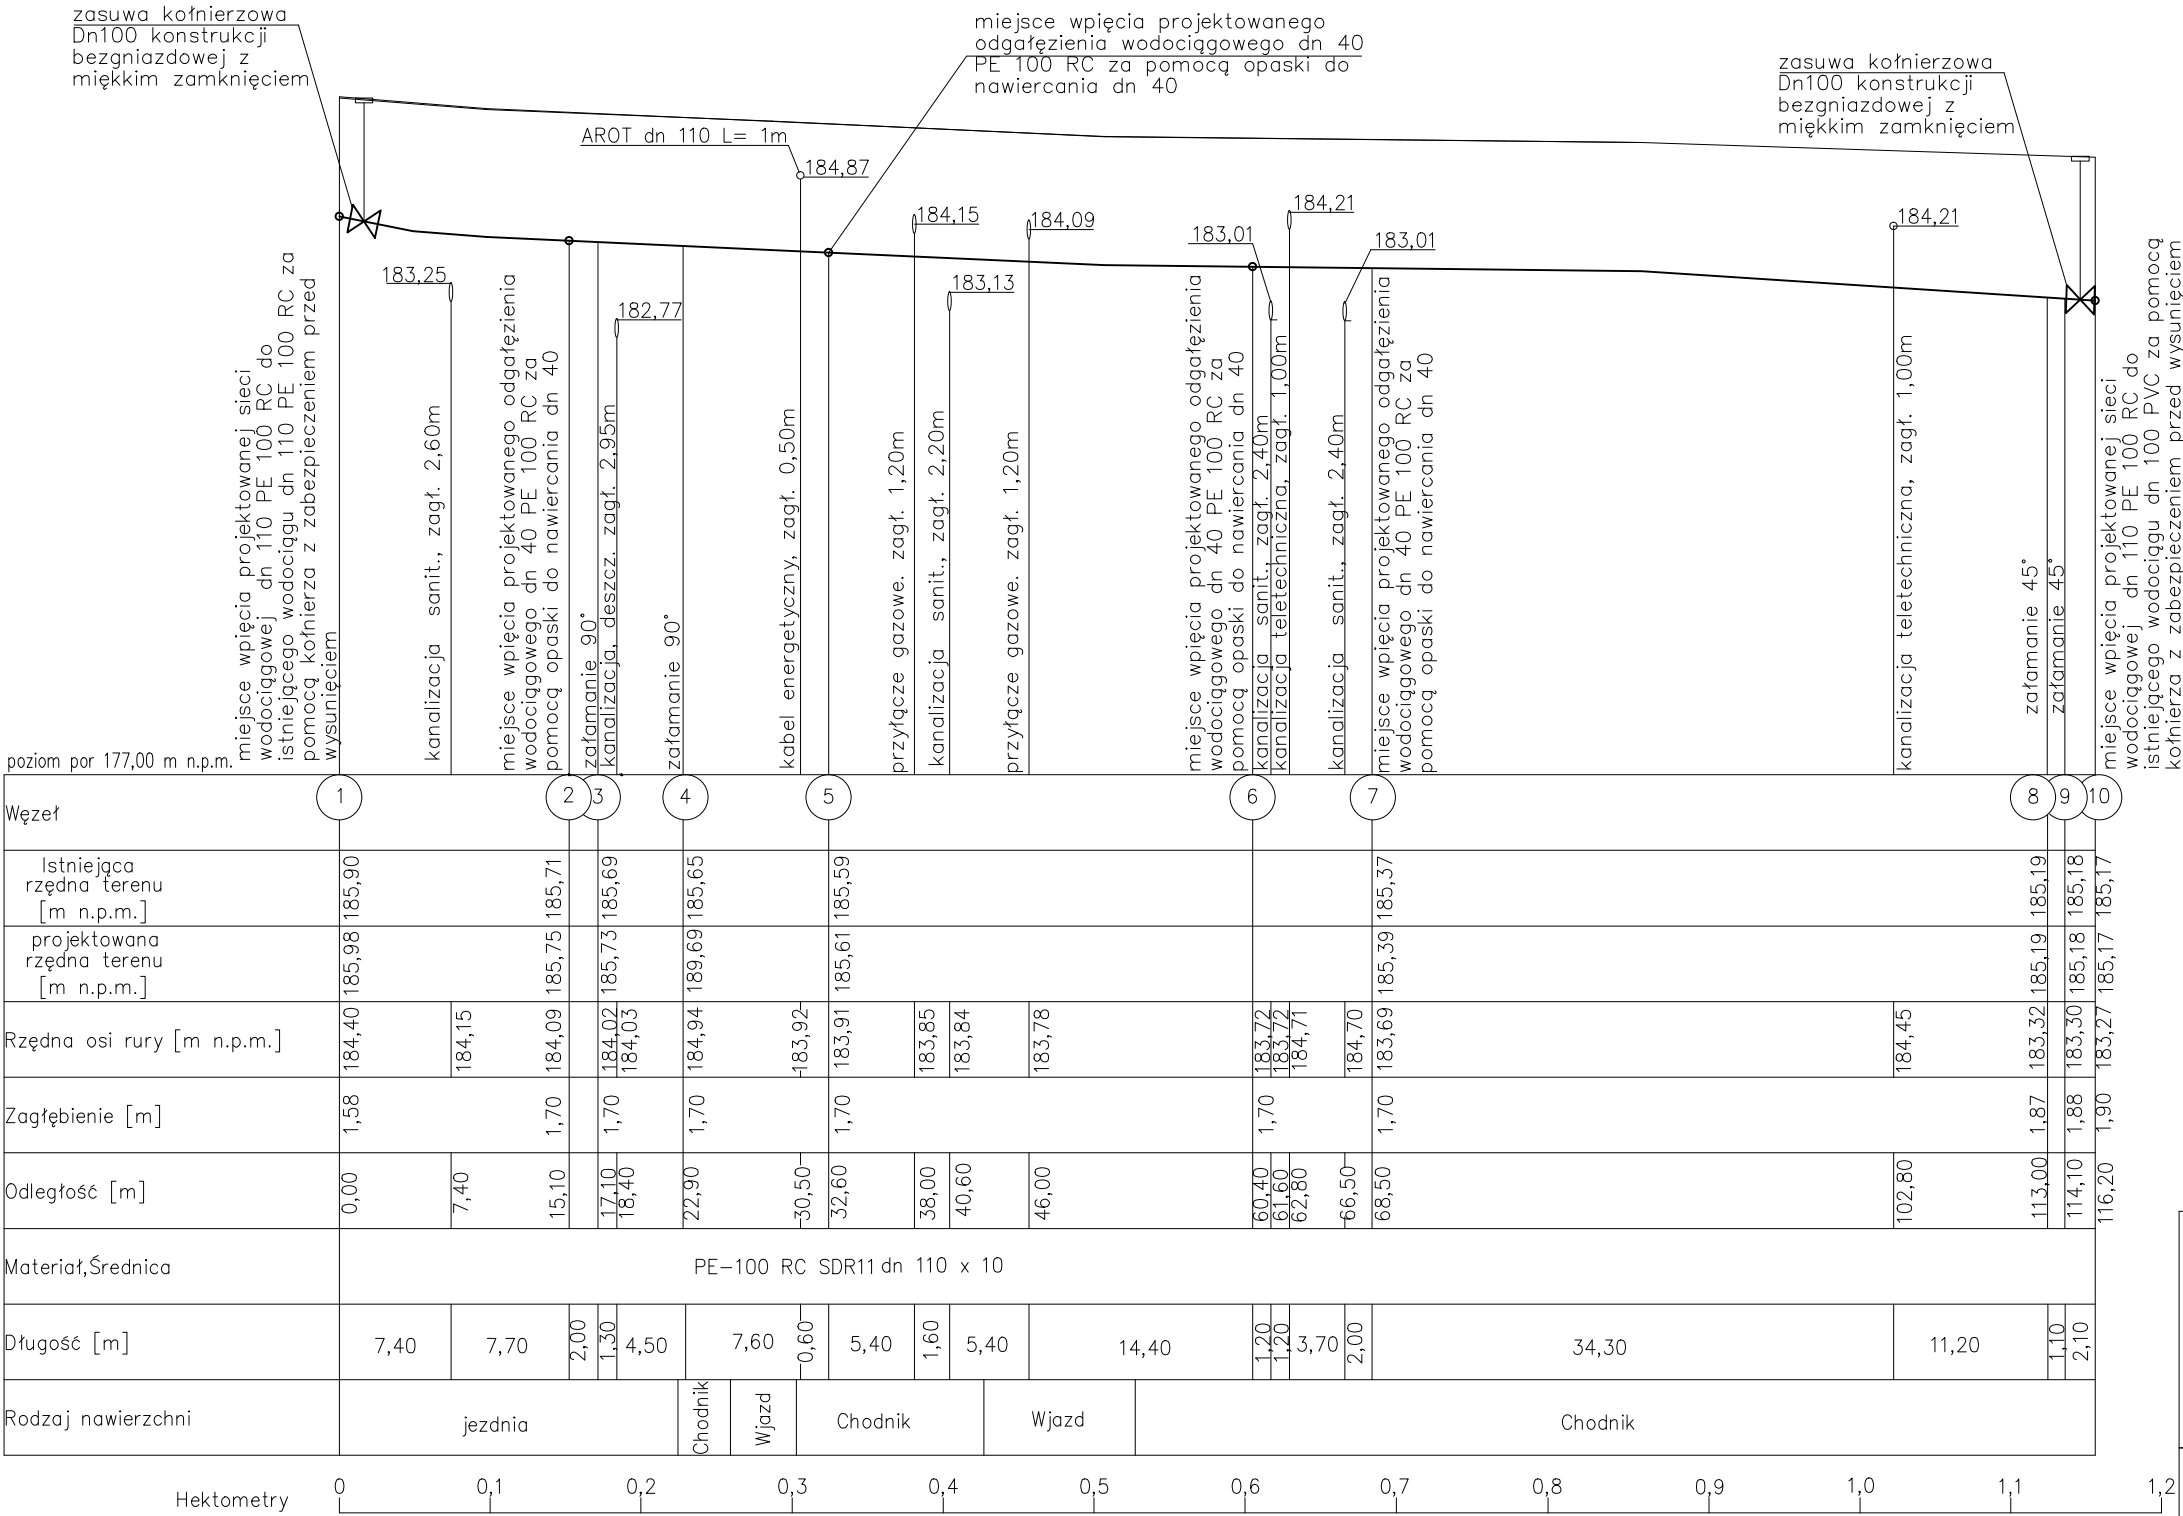 zasuwa kołnierzowa
Dn100 konstrukcji
bezgniazdowej z
miękkim zamknięciem
miejsce wpięcia projektowanego
odgałęzienia wodociągowego dn 40
PE 100 RC za pomocą opaski do
nawiercania dn 40
zasuwa kołnierzowa
Dn100 konstrukcji
bezgniazdowej z
miękkim zamknięciem
AROT dn 110 L= 1m
184,87
184,15
184,09
183,01
184,21
183,01
184,21
183,25
182,77
183,13
miejsce wpięcia projektowanej sieci
wodociągowej dn 110 PE 100 RC do
istniejącego wodociągu dn 110 PE 100 RC za
pomocą kołnierza z zabezpieczeniem przed
wysunięciem
kanalizacja sanit., zagł. 2,60m
miejsce wpięcia projektowanego odgałęzienia
wodociągowego dn 40 PE 100 RC za
pomocą opaski do nawiercania dn 40
załamanie 90°
kanalizacja, deszcz. zagł. 2,95m
załamanie 90°
kabel energetyczny, zagł. 0,50m
przyłącze gazowe. zagł. 1,20m
kanalizacja sanit., zagł. 2,20m
przyłącze gazowe. zagł. 1,20m
miejsce wpięcia projektowanego odgałęzienia
wodociągowego dn 40 PE 100 RC za
pomocą opaski do nawiercania dn 40
kanalizacja sanit., zagł. 2,40m
kanalizacja teletechniczna, zagł. 1,00m
kanalizacja sanit., zagł. 2,40m
miejsce wpięcia projektowanego odgałęzienia
wodociągowego dn 40 PE 100 RC za
pomocą opaski do nawiercania dn 40
kanalizacja teletechniczna, zagł. 1,00m
załamanie 45°
załamanie 45°
miejsce wpięcia projektowanej sieci
wodociągowej dn 110 PE 100 RC do
istniejącego wodociągu dn 100 PVC za pomocą
kołnierza z zabezpieczeniem przed wysunięciem
poziom por 177,00 m n.p.m.
Węzeł
1 2 3 4 5 6 7 8 9 10
Istniejąca
rzędna terenu
[m n.p.m.]
185,90 185,71 185,69 185,65 185,59 185,37 185,19 185,18 185,17
projektowana
rzędna terenu
[m n.p.m.]
185,98 185,75 185,73 189,69 185,61 185,39 185,19 185,18 185,17
Rzędna osi rury [m n.p.m.]
184,40 184,15 184,09 184,02 184,03 184,94 183,92 183,91 183,85 183,84 183,78 183,72 183,72 184,71 184,70 183,69 184,45 183,32 183,30 183,27
Zagłębienie [m]
1,58 1,70 1,70 1,70 1,70 1,70 1,70 1,87 1,88 1,90
Odległość [m]
0,00 7,40 15,10 17,10 18,40 22,90 30,50 32,60 38,00 40,60 46,00 60,40 61,60 62,80 66,50 68,50 102,80 113,00 114,10 116,20
Materiał,Średnica
PE-100 RC SDR11 dn 110 x 10
Długość [m]
7,40 7,70 2,00 1,30 4,50 7,60 0,60 5,40 1,60 5,40 14,40 1,20 1,20 3,70 2,00 34,30 11,20 1,10 2,10
Rodzaj nawierzchni
jezdnia Chodnik Wjazd Chodnik Wjazd Chodnik
Hektometry
0 0,1 0,2 0,3 0,4 0,5 0,6 0,7 0,8 0,9 1,0 1,1 1,2